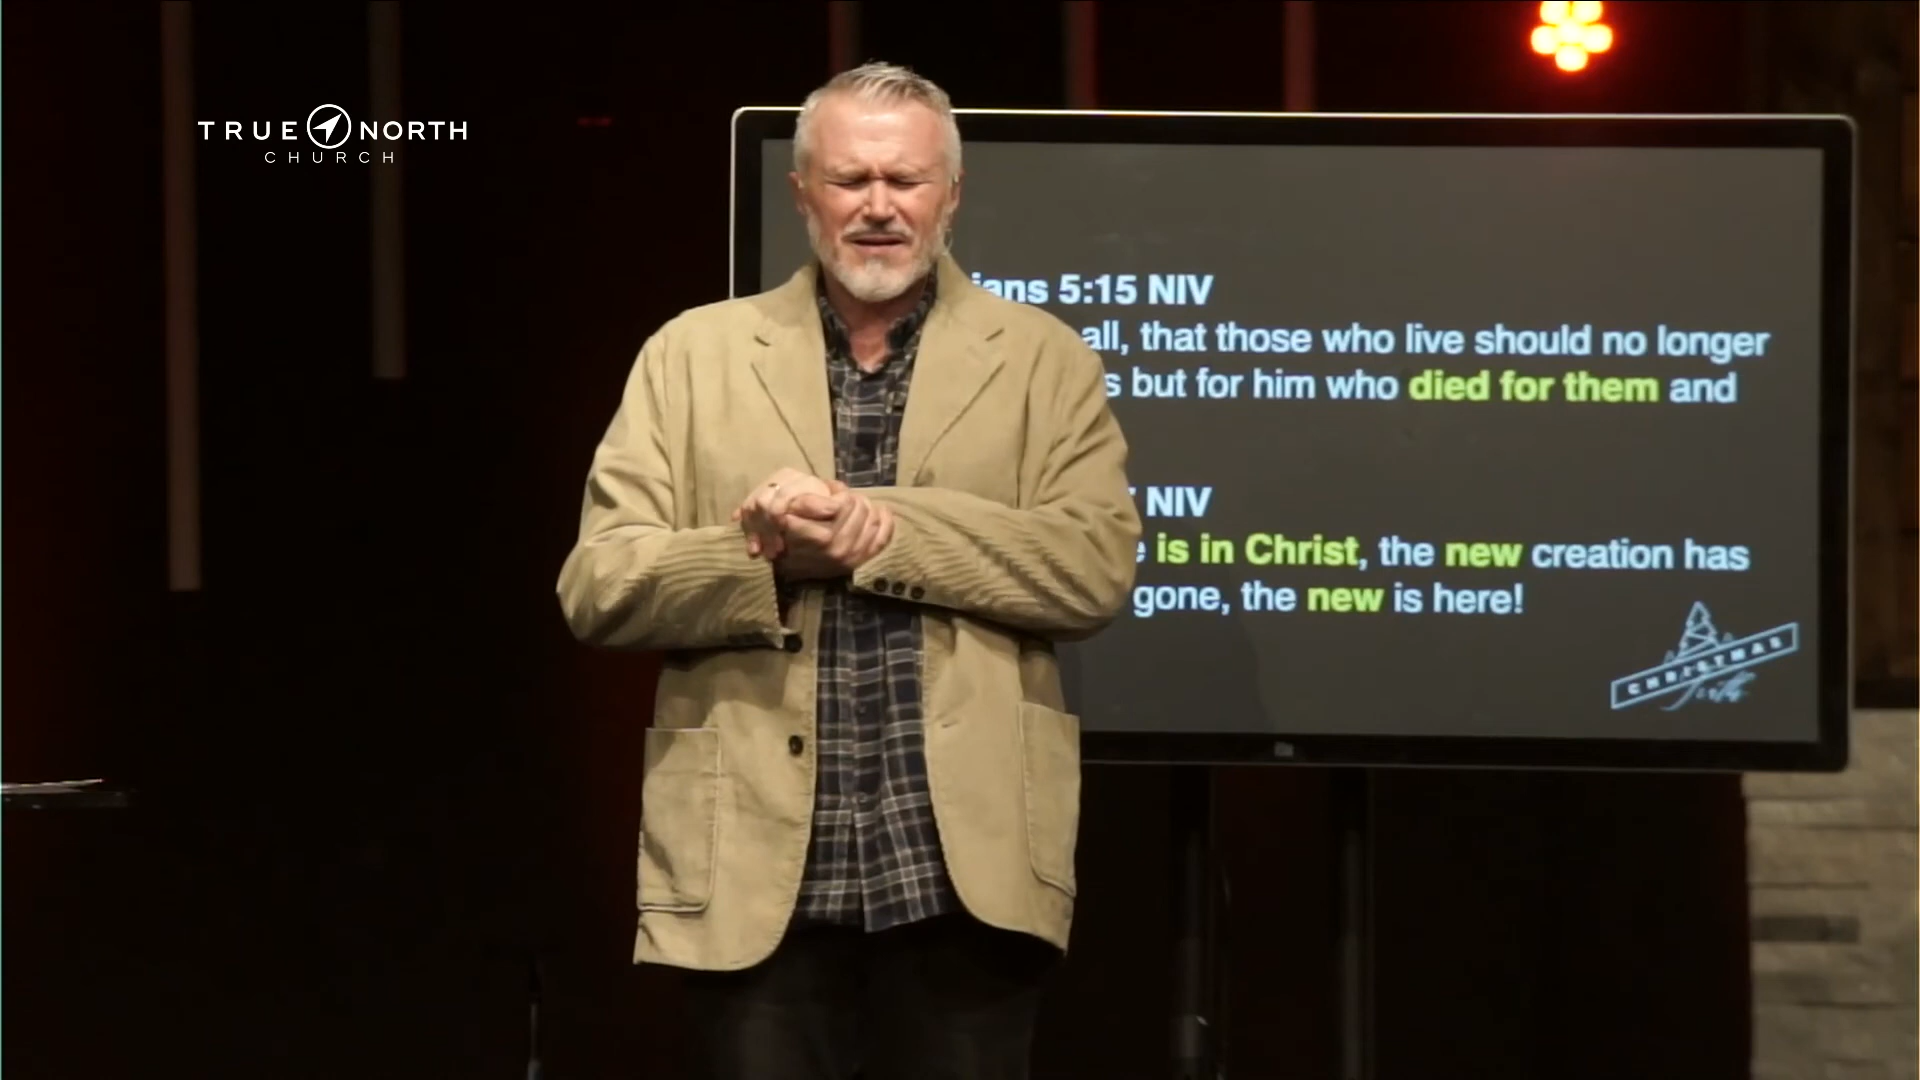 TRUE NORTH
CHURCH
ians 5:15 NIV
all, that those who live should no longer
s but for him who died for them and
NIV
is in Christ, the new creation has
gone, the new is here!
CHRISTMAS